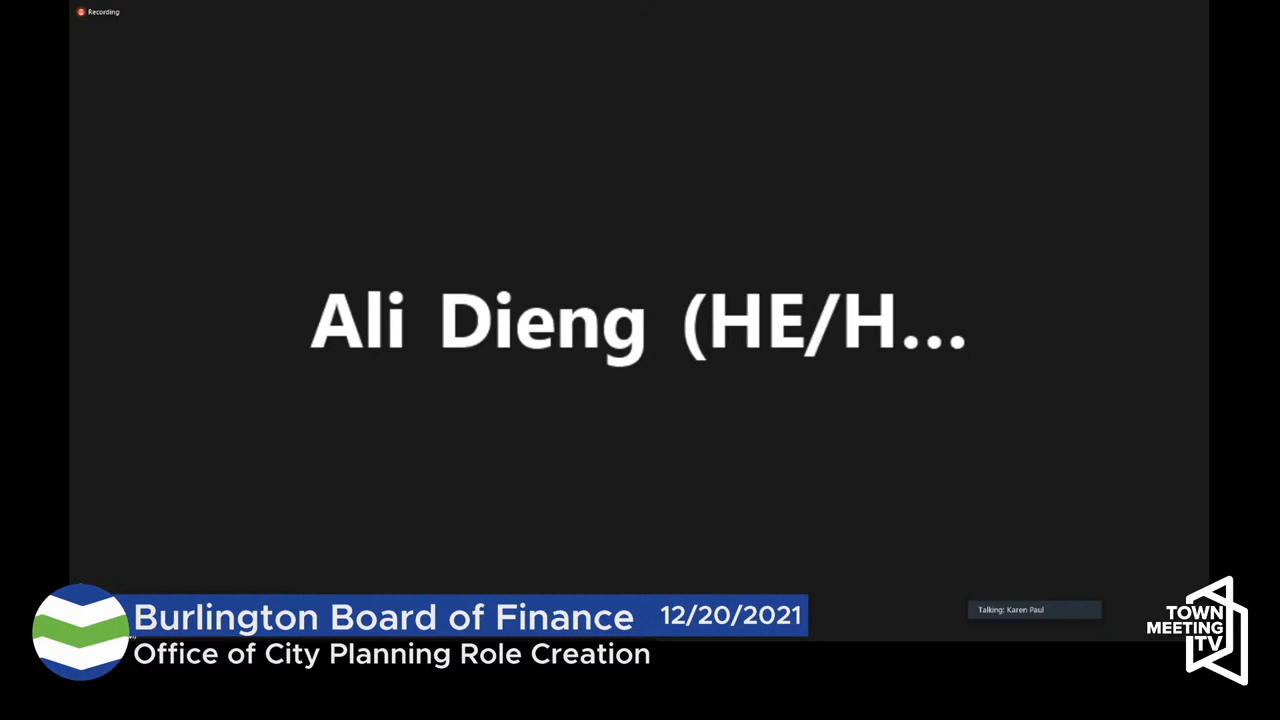 Recording
Ali Dieng (HE/H...
Talking: Karen Paul
Burlington Board of Finance 12/20/2021
Office of City Planning Role Creation
TOWN
MEETING
TV